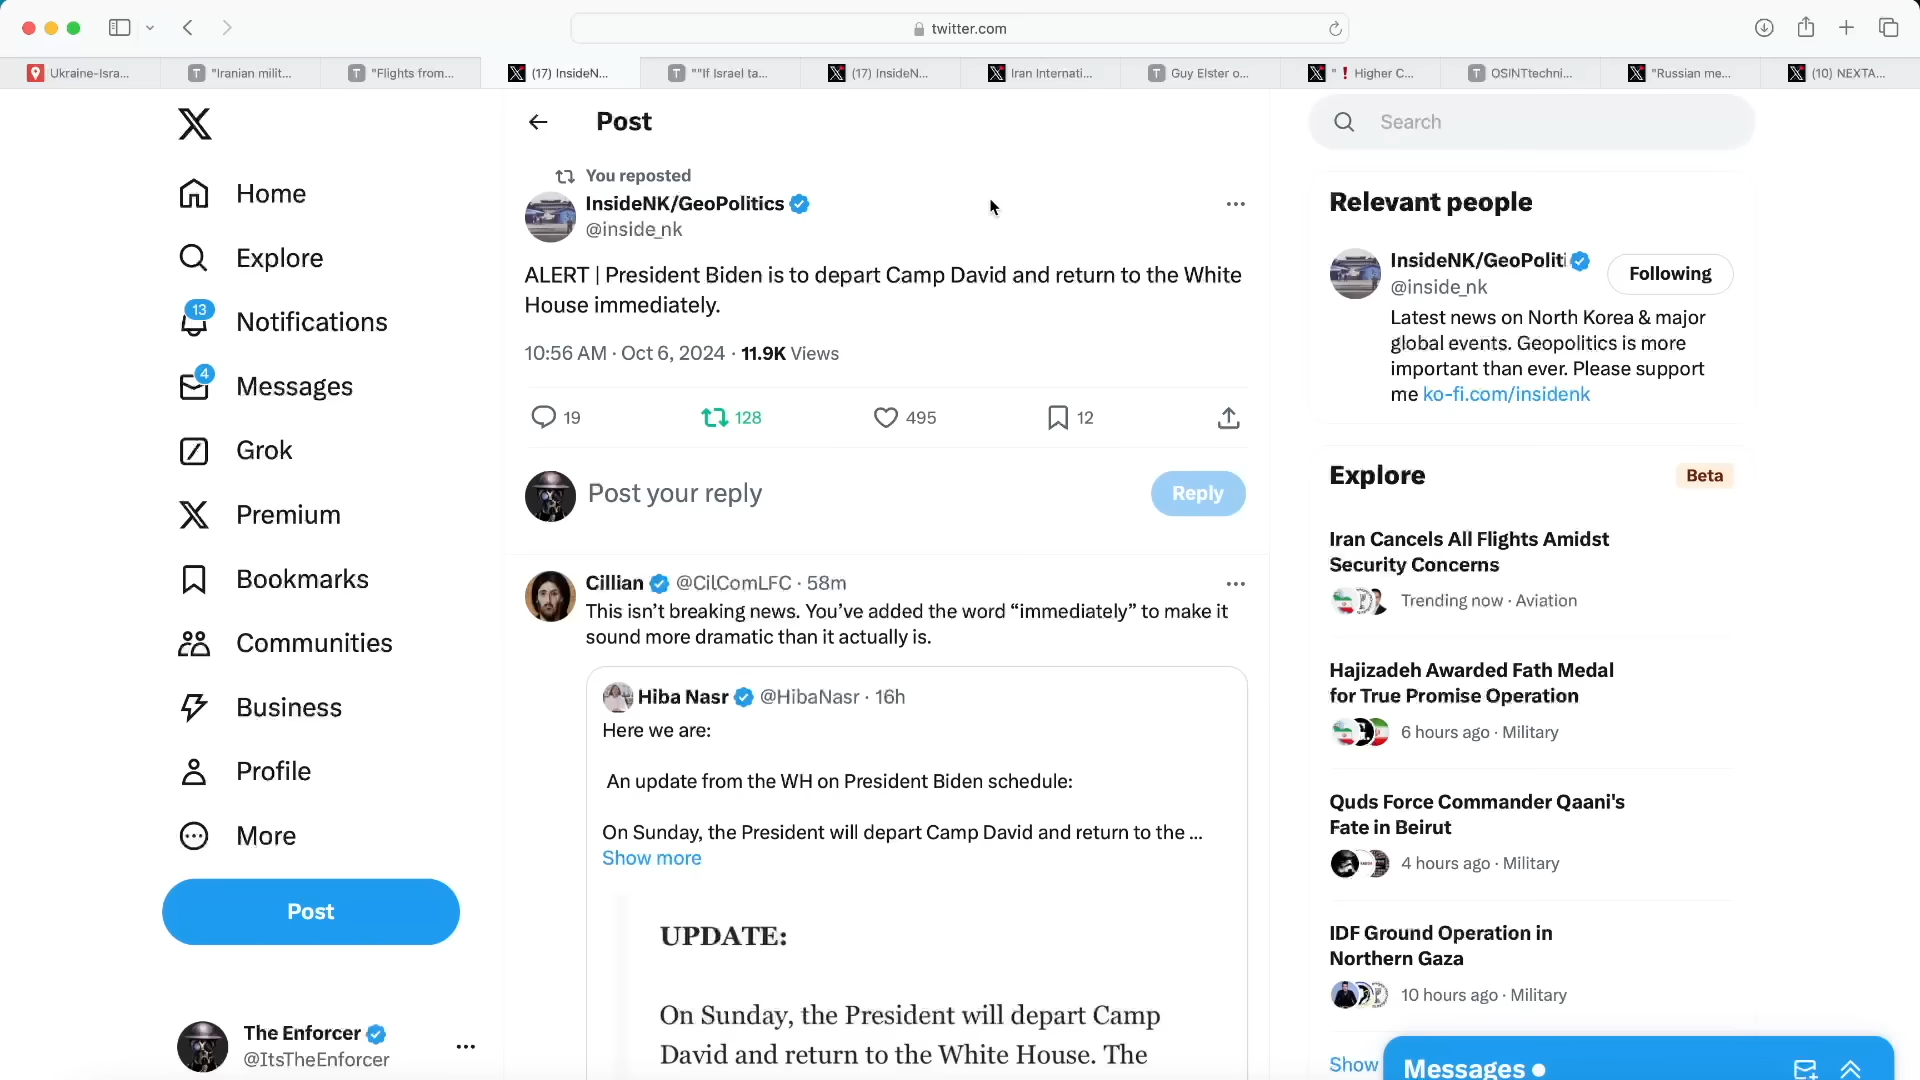 twitter.com
Ukraine-Isra...
"Iranian milit...
"Flights from...
(17) InsideN...
""If Israel ta...
(17) InsideN...
Iran Internati...
Guy Elster o...
"❗Higher C...
OSINTtechni...
"Russian me...
(10) NEXTA...
Home
Explore
13
Notifications
4
Messages
Grok
Premium
Bookmarks
Communities
Business
Profile
More
Post
The Enforcer
@ItsTheEnforcer
Post
You reposted
InsideNK/GeoPolitics
@inside_nk
ALERT | President Biden is to depart Camp David and return to the White
House immediately.
10:56 AM · Oct 6, 2024 · 11.9K Views
19 128 495 12
Post your reply
Reply
Cillian @CilComLFC · 58m
This isn't breaking news. You've added the word “immediately” to make it
sound more dramatic than it actually is.
Hiba Nasr @HibaNasr · 16h
Here we are:
An update from the WH on President Biden schedule:
On Sunday, the President will depart Camp David and return to the ...
Show more
UPDATE:
On Sunday, the President will depart Camp
David and return to the White House. The
Search
Relevant people
InsideNK/GeoPoliti
@inside_nk
Following
Latest news on North Korea & major
global events. Geopolitics is more
important than ever. Please support
me ko-fi.com/insidenk
Explore
Beta
Iran Cancels All Flights Amidst
Security Concerns
Trending now · Aviation
Hajizadeh Awarded Fath Medal
for True Promise Operation
6 hours ago · Military
Quds Force Commander Qaani's
Fate in Beirut
4 hours ago · Military
IDF Ground Operation in
Northern Gaza
10 hours ago · Military
Show
Messages